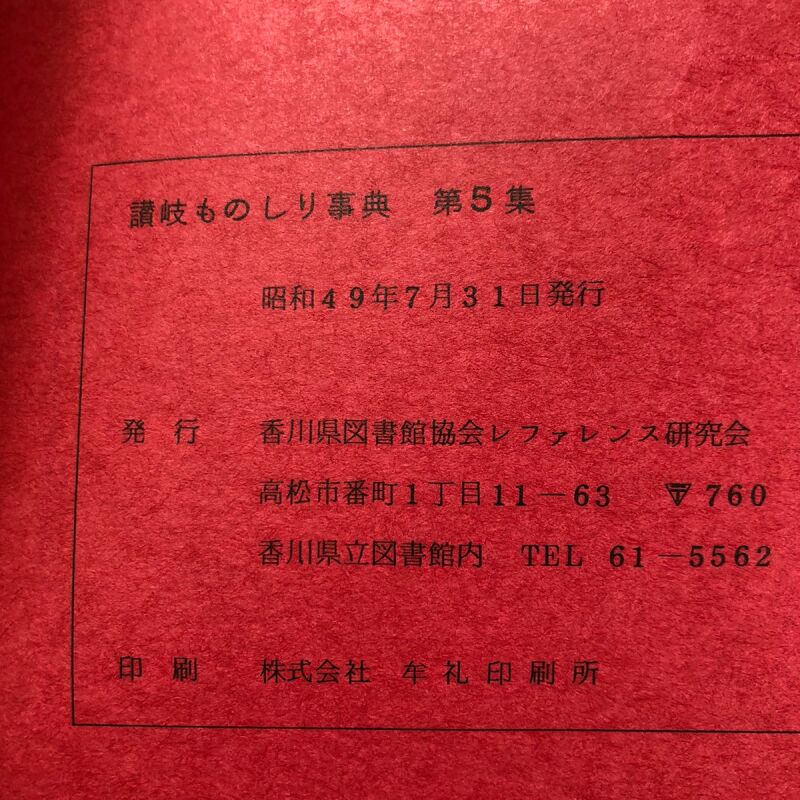 讃岐ものしり事典 第5集
昭和49年7月31日発行
発行 香川県図書館協会レファレンス研究会
高松市番町1丁目11−63 〒760
香川県立図書館内 TEL 61−5562
印刷 株式会社 牟礼印刷所